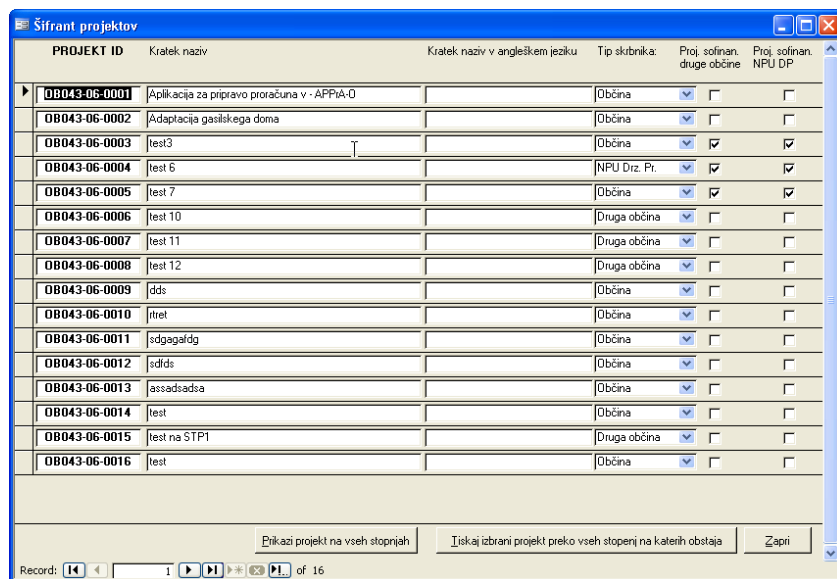 Šifrant projektov
PROJEKT ID Kratek naziv Kratek naziv v angleškem jeziku Tip skrbnika: Proj. sofinan. druge občine Proj. sofinan. NPU DP
OB043-06-0001 Aplikacija za pripravo proračuna v - APPrA-O Občina
OB043-06-0002 Adaptacija gasilskega doma Občina
OB043-06-0003 test3 Občina
OB043-06-0004 test 6 NPU Drz. Pr.
OB043-06-0005 test 7 Občina
OB043-06-0006 test 10 Druga občina
OB043-06-0007 test 11 Druga občina
OB043-06-0008 test 12 Druga občina
OB043-06-0009 dds Občina
OB043-06-0010 rtret Občina
OB043-06-0011 sdgagafdg Občina
OB043-06-0012 sdfds Občina
OB043-06-0013 assadsadsa Občina
OB043-06-0014 test Občina
OB043-06-0015 test na STP1 Druga občina
OB043-06-0016 test Občina
Prikazi projekt na vseh stopnjah Tiskaj izbrani projekt preko vseh stopenj na katerih obstaja Zapri
Record: 1 of 16